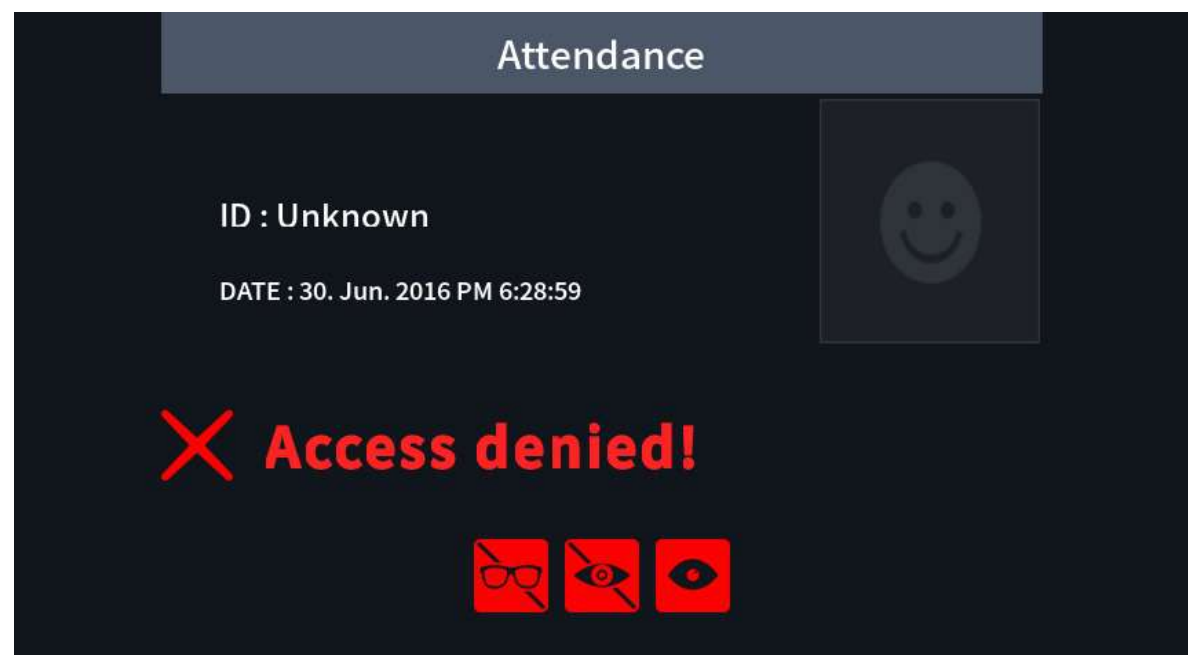 Attendance
ID : Unknown
DATE : 30. Jun. 2016 PM 6:28:59
Access denied!